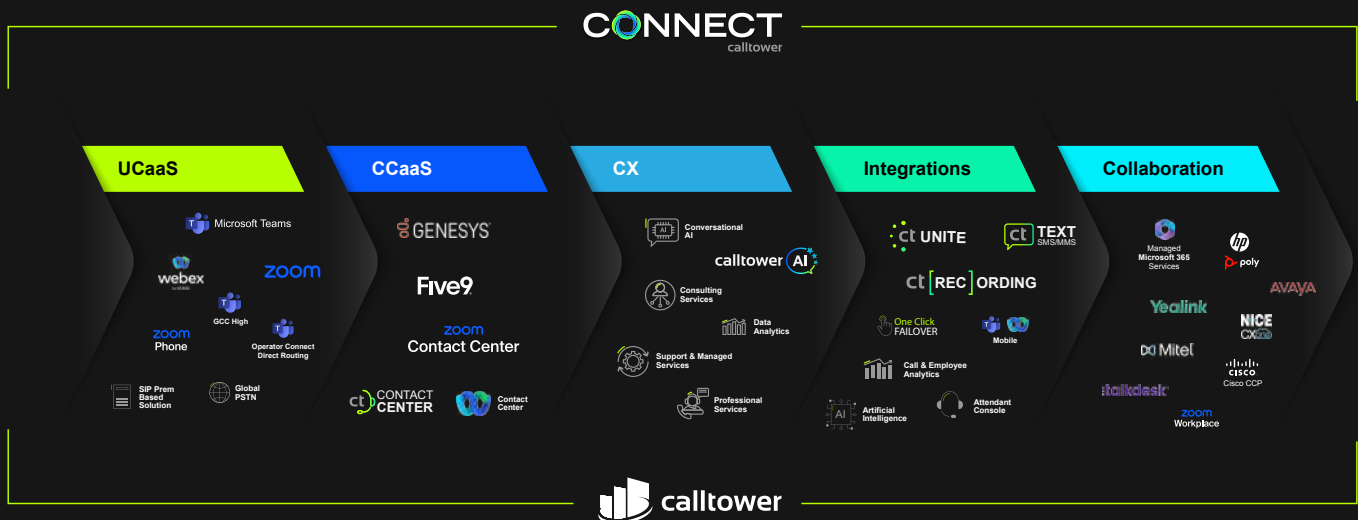 CONNECT
calltower
UCaaS
Microsoft Teams
webex
zoom
GCC High
zoom
Phone
Operator Connect
Direct Routing
SIP Prem
Based
Solution
Global
PSTN
CCaaS
GENESYS
Five9
zoom
Contact Center
ct CONTACT
CENTER
Contact
Center
CX
AI
Conversational
AI
calltower AI
Consulting
Services
Data
Analytics
Support & Managed
Services
Professional
Services
Integrations
ct UNITE
ct TEXT
SMS/MMS
ct [REC] ORDING
One Click
FAILOVER
Mobile
Call & Employee
Analytics
AI
Artificial
Intelligence
Attendant
Console
Collaboration
Managed
Microsoft 365
Services
hp
poly
AVAYA
Yealink
NICE
CXone
Mitel
CISCO
Cisco CCP
talkdesk
zoom
Workplace
calltower